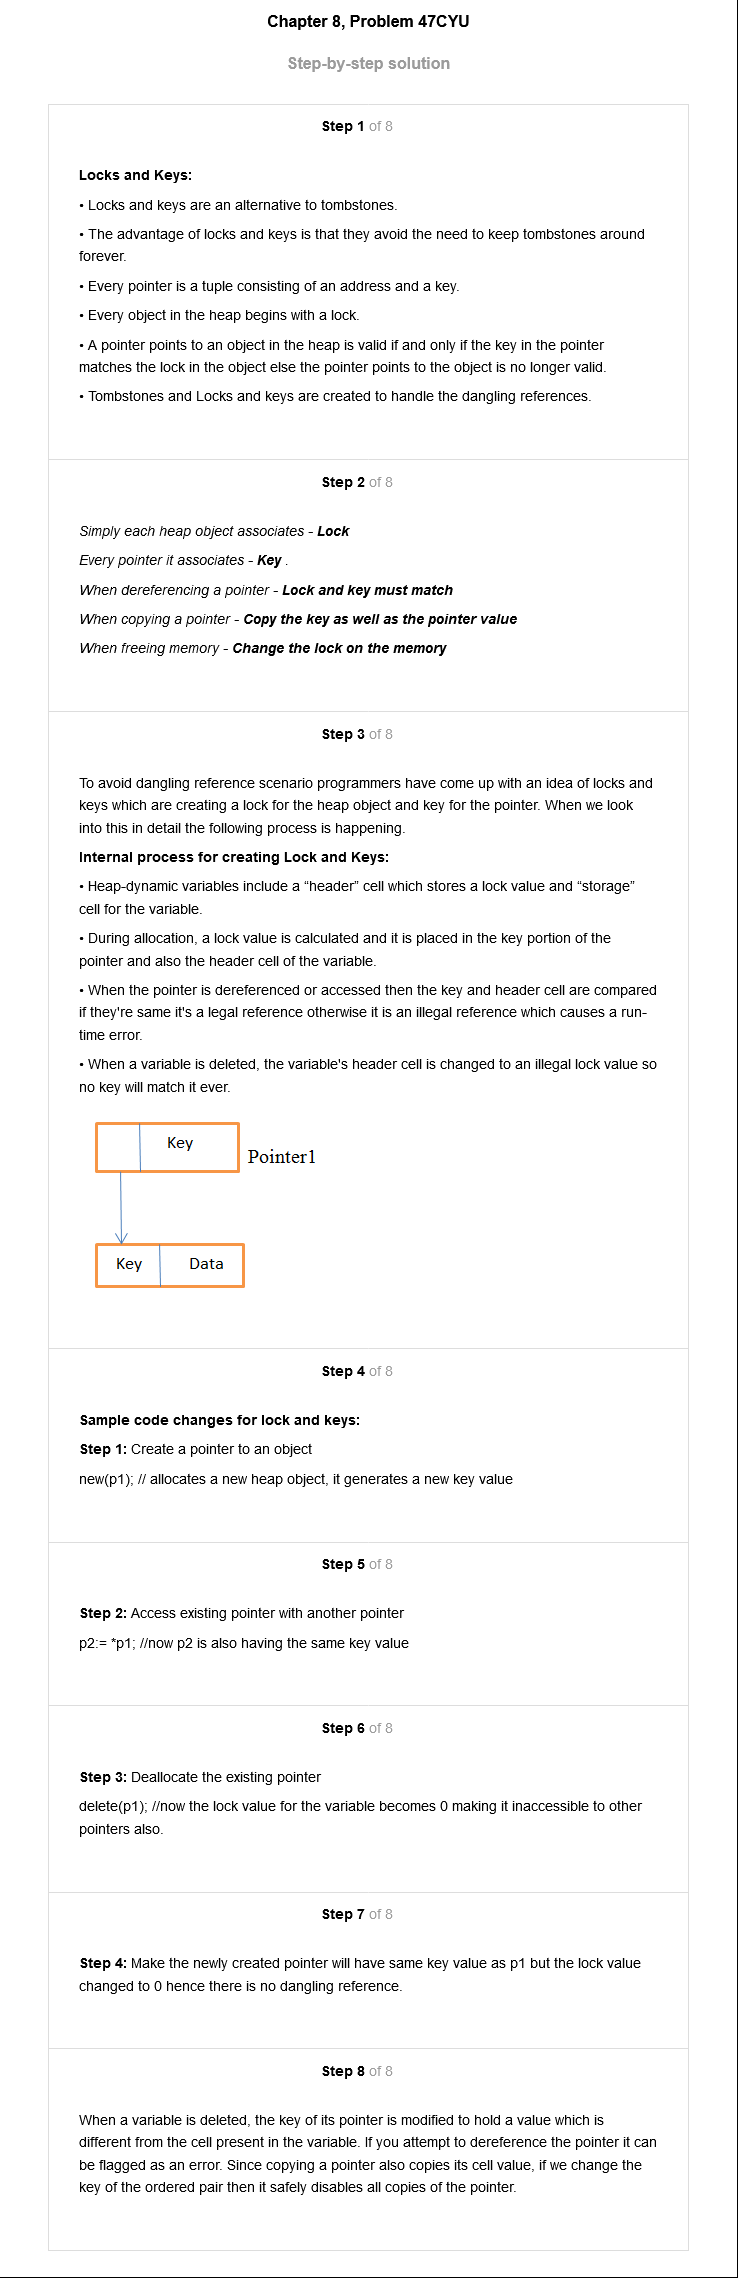 Chapter 8, Problem 47CYU
Step-by-step solution
Step 1 of 8
Locks and Keys:
• Locks and keys are an alternative to tombstones.
• The advantage of locks and keys is that they avoid the need to keep tombstones around
forever.
• Every pointer is a tuple consisting of an address and a key.
• Every object in the heap begins with a lock.
• A pointer points to an object in the heap is valid if and only if the key in the pointer
matches the lock in the object else the pointer points to the object is no longer valid.
• Tombstones and Locks and keys are created to handle the dangling references.
Step 2 of 8
Simply each heap object associates - Lock
Every pointer it associates - Key .
When dereferencing a pointer - Lock and key must match
When copying a pointer - Copy the key as well as the pointer value
When freeing memory - Change the lock on the memory
Step 3 of 8
To avoid dangling reference scenario programmers have come up with an idea of locks and
keys which are creating a lock for the heap object and key for the pointer. When we look
into this in detail the following process is happening.
Internal process for creating Lock and Keys:
• Heap-dynamic variables include a “header” cell which stores a lock value and “storage”
cell for the variable.
• During allocation, a lock value is calculated and it is placed in the key portion of the
pointer and also the header cell of the variable.
• When the pointer is dereferenced or accessed then the key and header cell are compared
if they're same it's a legal reference otherwise it is an illegal reference which causes a run-
time error.
• When a variable is deleted, the variable's header cell is changed to an illegal lock value so
no key will match it ever.
Key
Pointer1
Key Data
Step 4 of 8
Sample code changes for lock and keys:
Step 1: Create a pointer to an object
new(p1); // allocates a new heap object, it generates a new key value
Step 5 of 8
Step 2: Access existing pointer with another pointer
p2:= *p1; //now p2 is also having the same key value
Step 6 of 8
Step 3: Deallocate the existing pointer
delete(p1); //now the lock value for the variable becomes 0 making it inaccessible to other
pointers also.
Step 7 of 8
Step 4: Make the newly created pointer will have same key value as p1 but the lock value
changed to 0 hence there is no dangling reference.
Step 8 of 8
When a variable is deleted, the key of its pointer is modified to hold a value which is
different from the cell present in the variable. If you attempt to dereference the pointer it can
be flagged as an error. Since copying a pointer also copies its cell value, if we change the
key of the ordered pair then it safely disables all copies of the pointer.